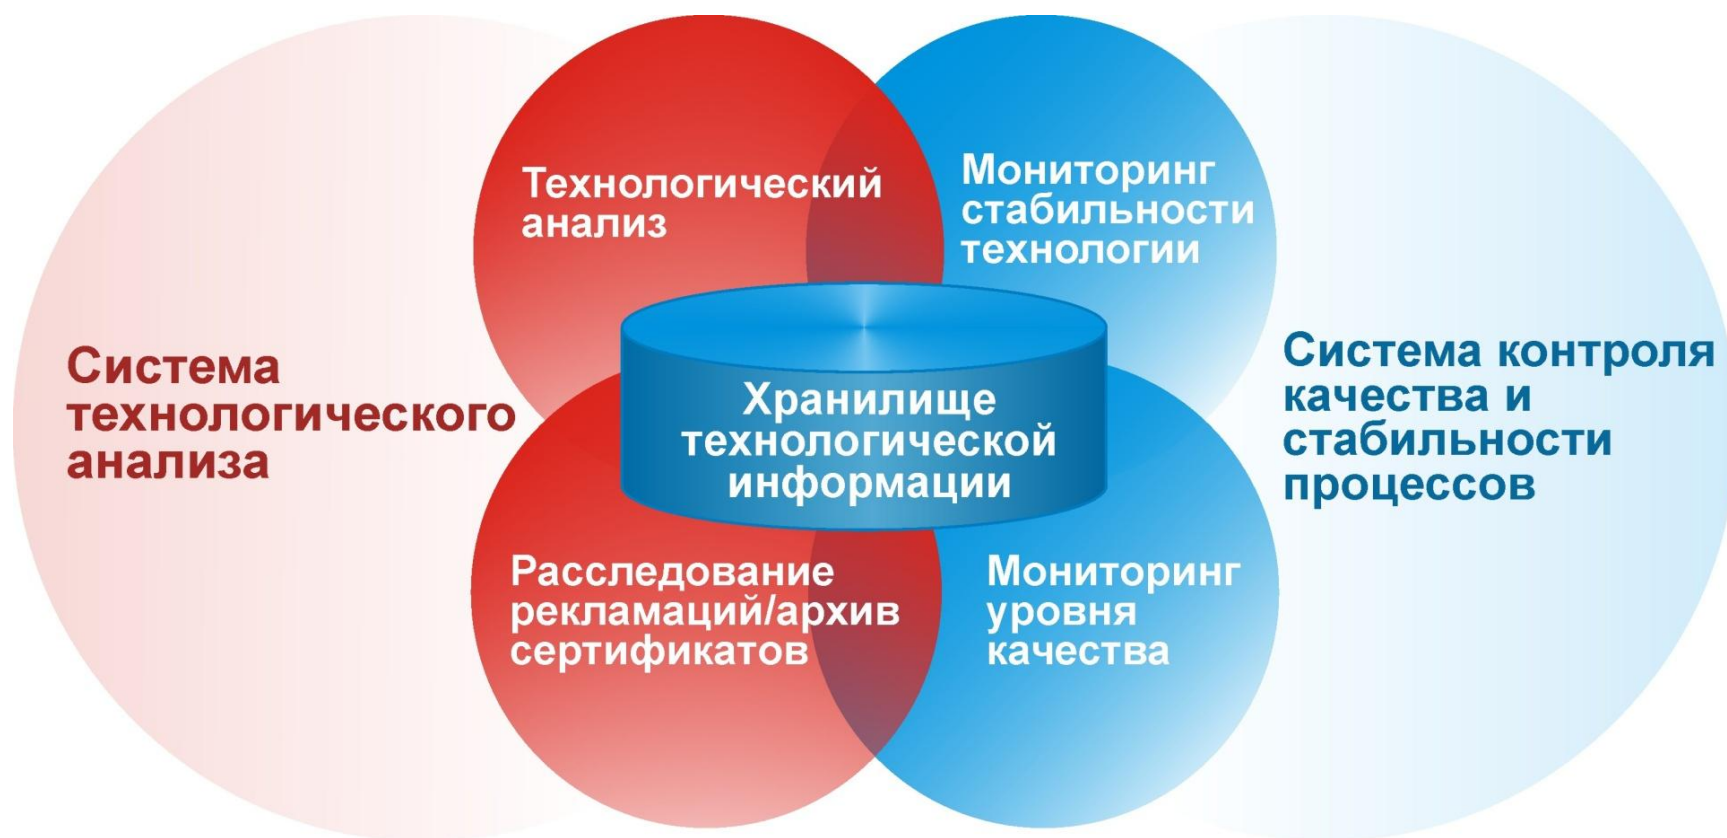 Технологический
анализ
Мониторинг
стабильности
технологии
Система
технологического
анализа
Хранилище
технологической
информации
Система контроля
качества и
стабильности
процессов
Расследование
рекламаций/архив
сертификатов
Мониторинг
уровня
качества